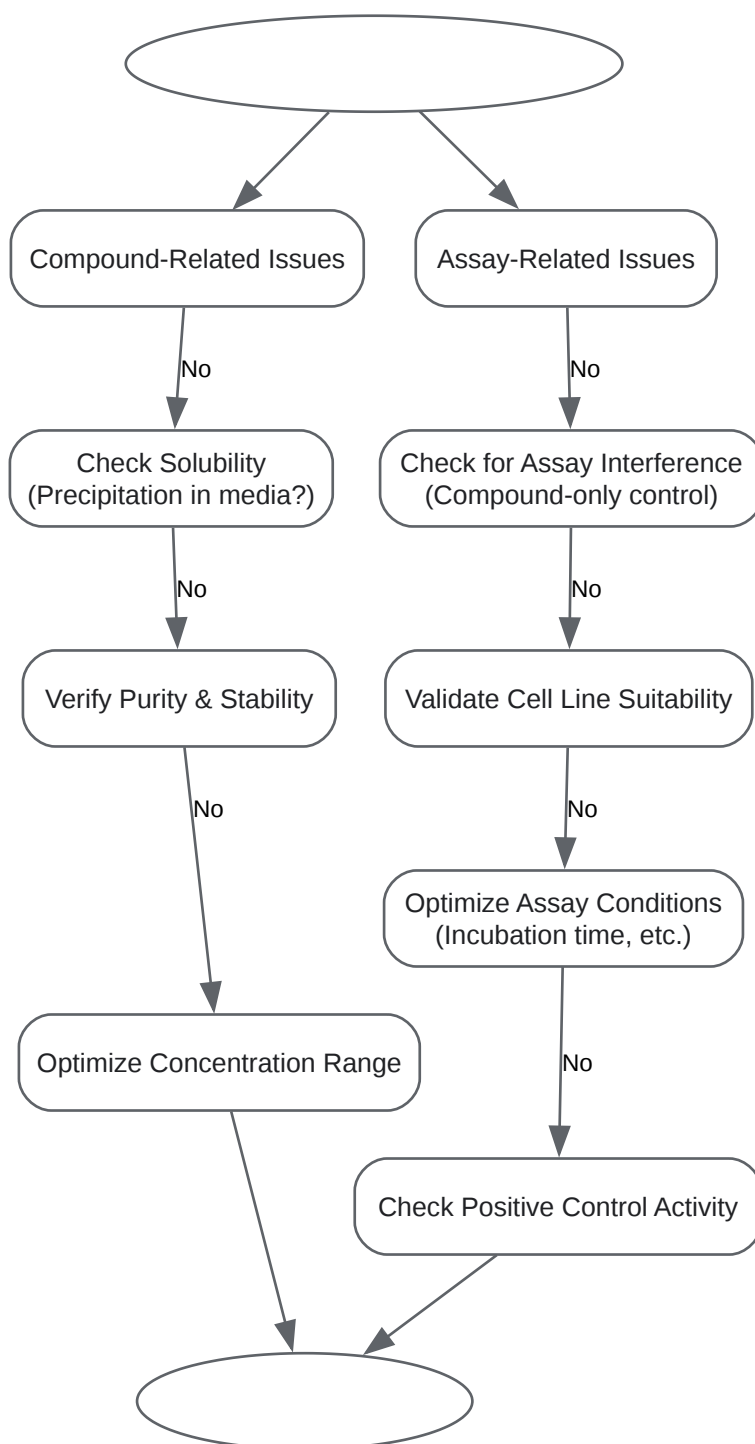 Compound-Related Issues
Assay-Related Issues
No
No
Check Solubility
(Precipitation in media?)
Check for Assay Interference
(Compound-only control)
No
No
Verify Purity & Stability
Validate Cell Line Suitability
No
No
Optimize Assay Conditions
(Incubation time, etc.)
Optimize Concentration Range
No
Check Positive Control Activity